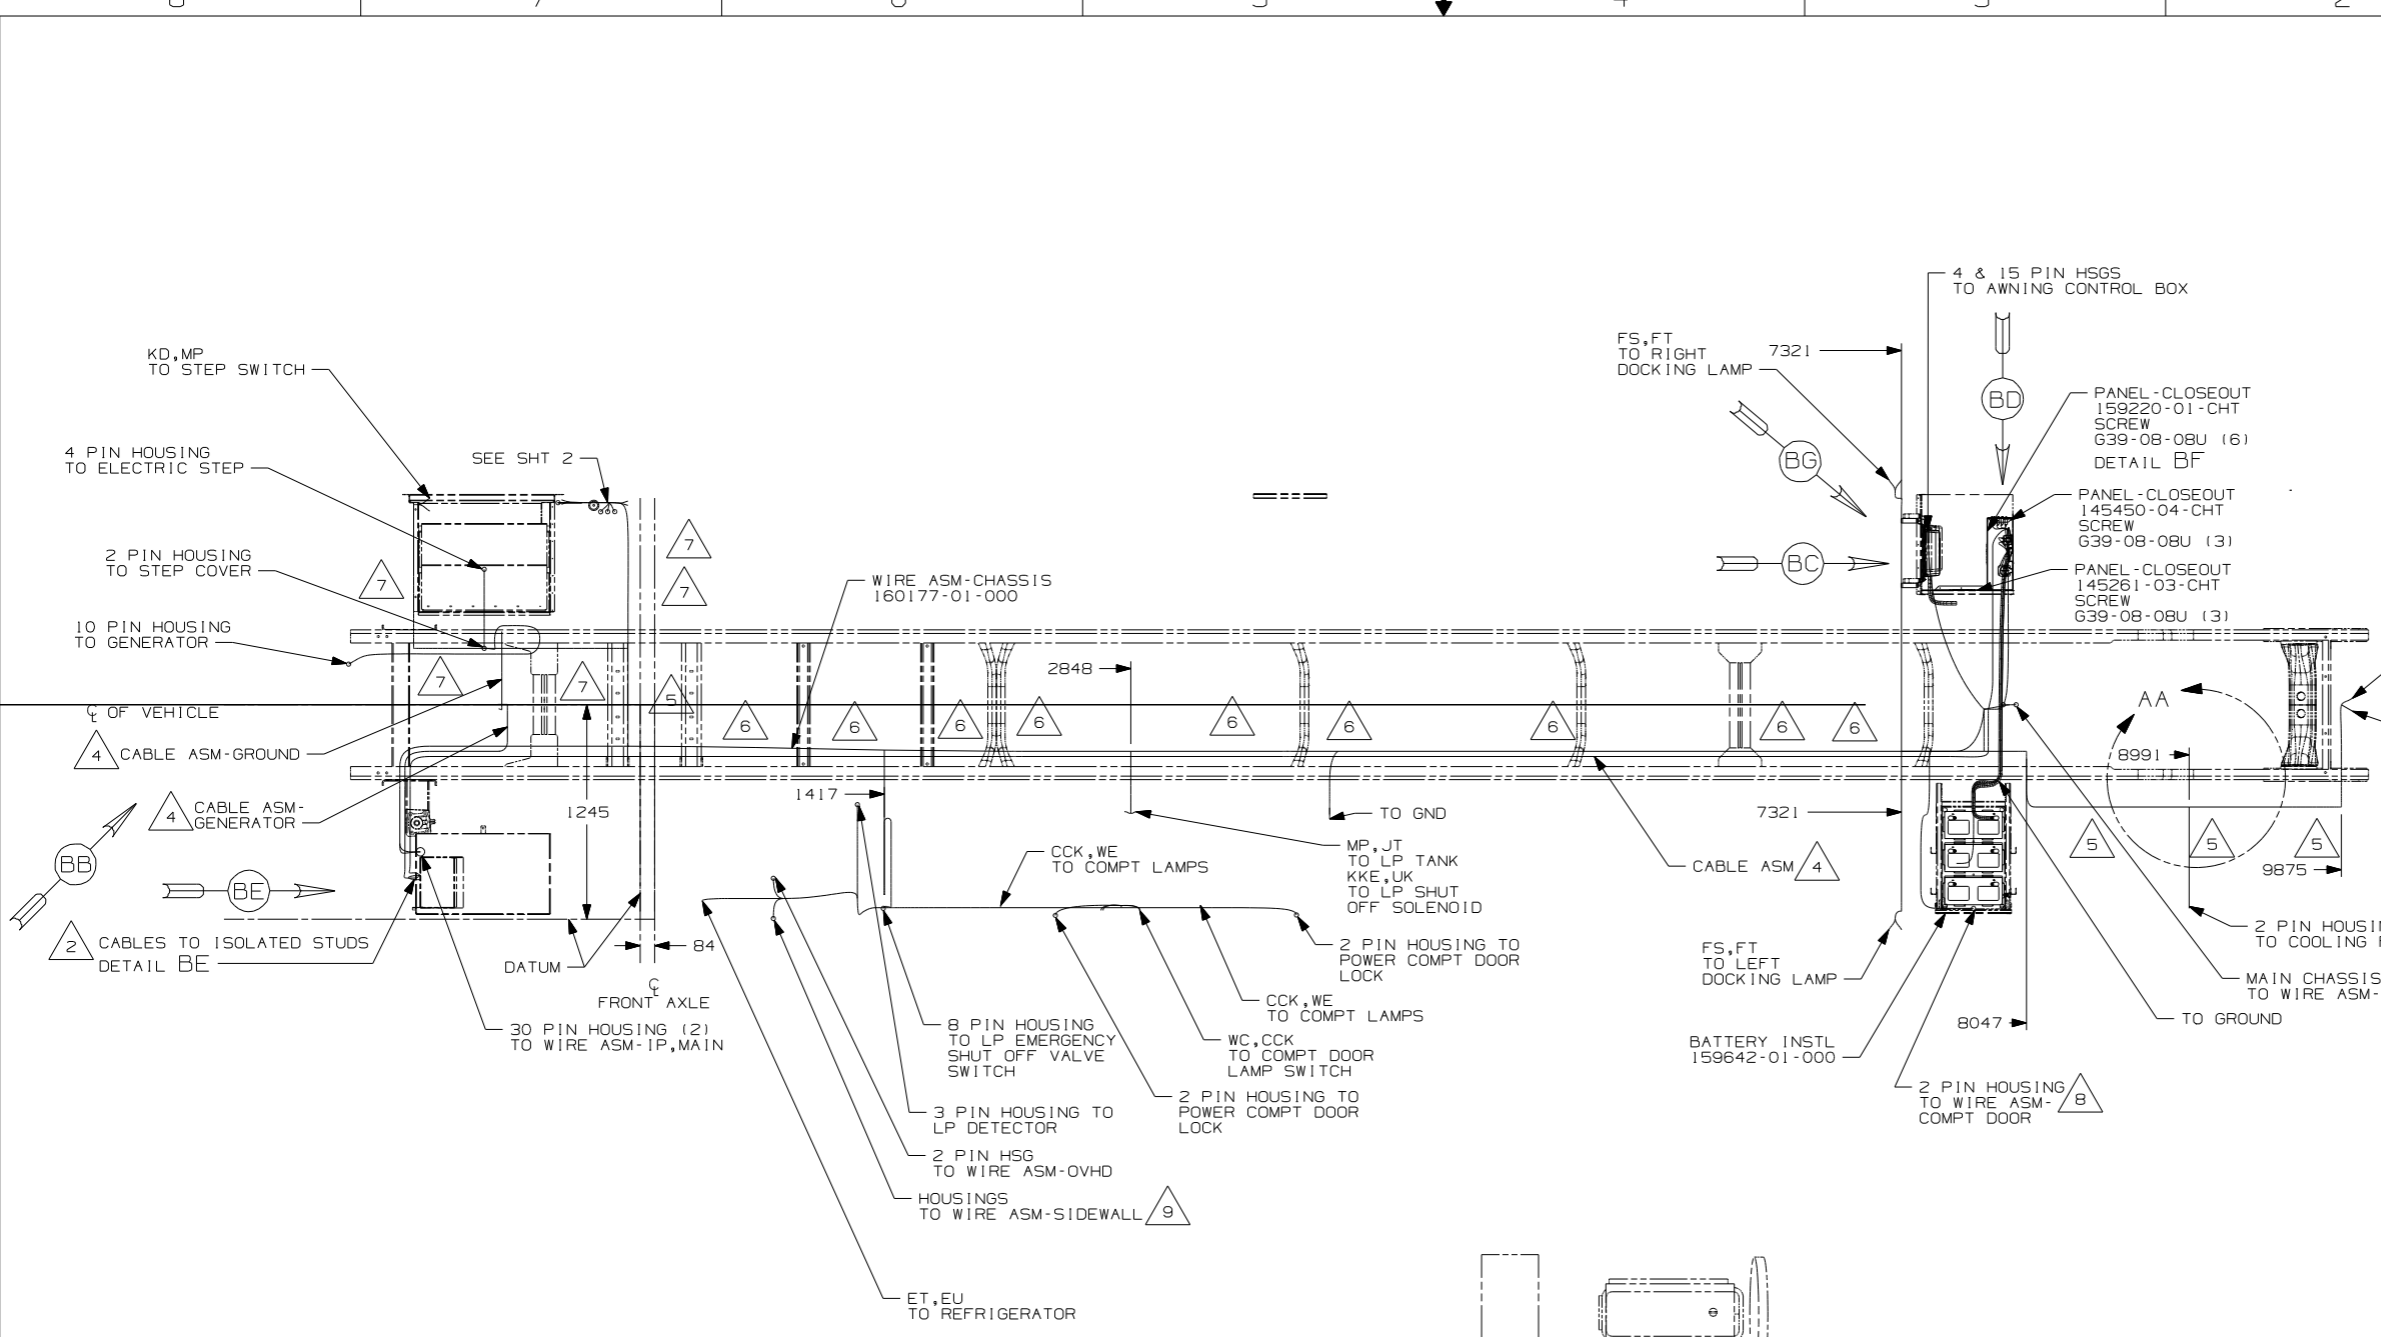 KD,MP
TO STEP SWITCH
4 PIN HOUSING
TO ELECTRIC STEP
SEE SHT 2
2 PIN HOUSING
TO STEP COVER
10 PIN HOUSING
TO GENERATOR
7
7
7
7
7
5
℄ OF VEHICLE
4
CABLE ASM-GROUND
4
CABLE ASM-
GENERATOR
BB
BE
2
CABLES TO ISOLATED STUDS
DETAIL BE
DATUM
1245
84
℄
FRONT AXLE
30 PIN HOUSING (2)
TO WIRE ASM-IP,MAIN
WIRE ASM-CHASSIS
160177-01-000
6
6
6
6
6
6
6
6
6
2848
1417
TO GND
CCK,WE
TO COMPT LAMPS
MP,JT
TO LP TANK
KKE,UK
TO LP SHUT
OFF SOLENOID
CABLE ASM
4
2 PIN HOUSING TO
POWER COMPT DOOR
LOCK
CCK,WE
TO COMPT LAMPS
WC,CCK
TO COMPT DOOR
LAMP SWITCH
2 PIN HOUSING TO
POWER COMPT DOOR
LOCK
8 PIN HOUSING
TO LP EMERGENCY
SHUT OFF VALVE
SWITCH
3 PIN HOUSING TO
LP DETECTOR
2 PIN HSG
TO WIRE ASM-OVHD
HOUSINGS
TO WIRE ASM-SIDEWALL
9
ET,EU
TO REFRIGERATOR
4 & 15 PIN HSGS
TO AWNING CONTROL BOX
FS,FT
TO RIGHT
DOCKING LAMP
7321
BD
BG
BC
PANEL-CLOSEOUT
159220-01-CHT
SCREW
G39-08-08U (6)
DETAIL BF
PANEL-CLOSEOUT
145450-04-CHT
SCREW
G39-08-08U (3)
PANEL-CLOSEOUT
145261-03-CHT
SCREW
G39-08-08U (3)
AA
8991
7321
5
5
5
9875
FS,FT
TO LEFT
DOCKING LAMP
2 PIN
TO COOLING
MAIN CHASSIS
TO WIRE ASM-
TO GROUND
8047
BATTERY INSTL
159642-01-000
2 PIN HOUSING
TO WIRE ASM-
COMPT DOOR
8